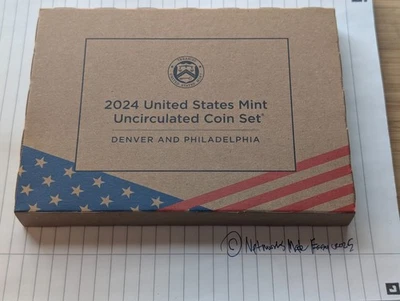 2024 United States Mint
Uncirculated Coin Set®
DENVER AND PHILADELPHIA
©